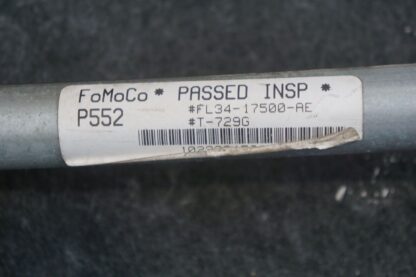 FoMoCo * PASSED INSP *
P552 #FL34-17500-AE
#T-729G